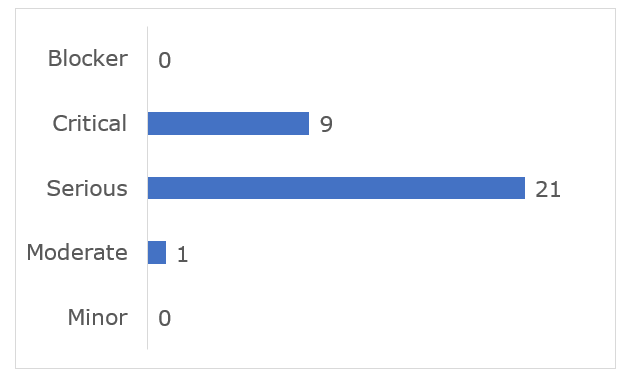 Blocker 0
Critical 9
Serious 21
Moderate 1
Minor 0